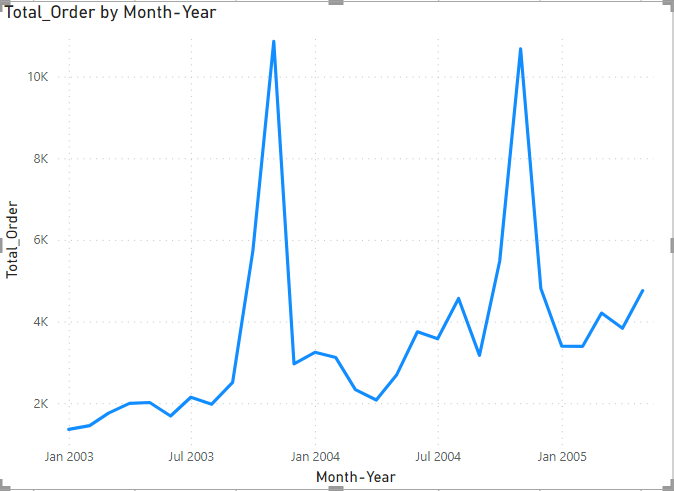 Total_Order by Month-Year
10K
8K
6K
4K
2K
Total_Order
Jan 2003 Jul 2003 Jan 2004 Jul 2004 Jan 2005
Month-Year